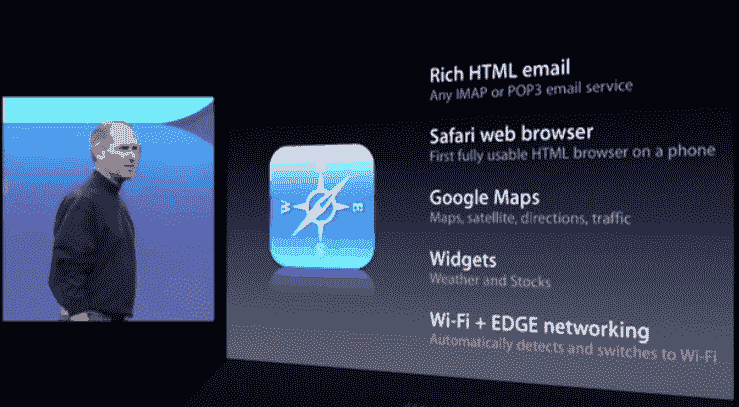 Rich HTML email
Any IMAP or POP3 email service
Safari web browser
First fully usable HTML browser on a phone
Google Maps
Maps, satellite, directions, traffic
Widgets
Weather and Stocks
Wi-Fi + EDGE networking
Automatically detects and switches to Wi-Fi
W
E
S